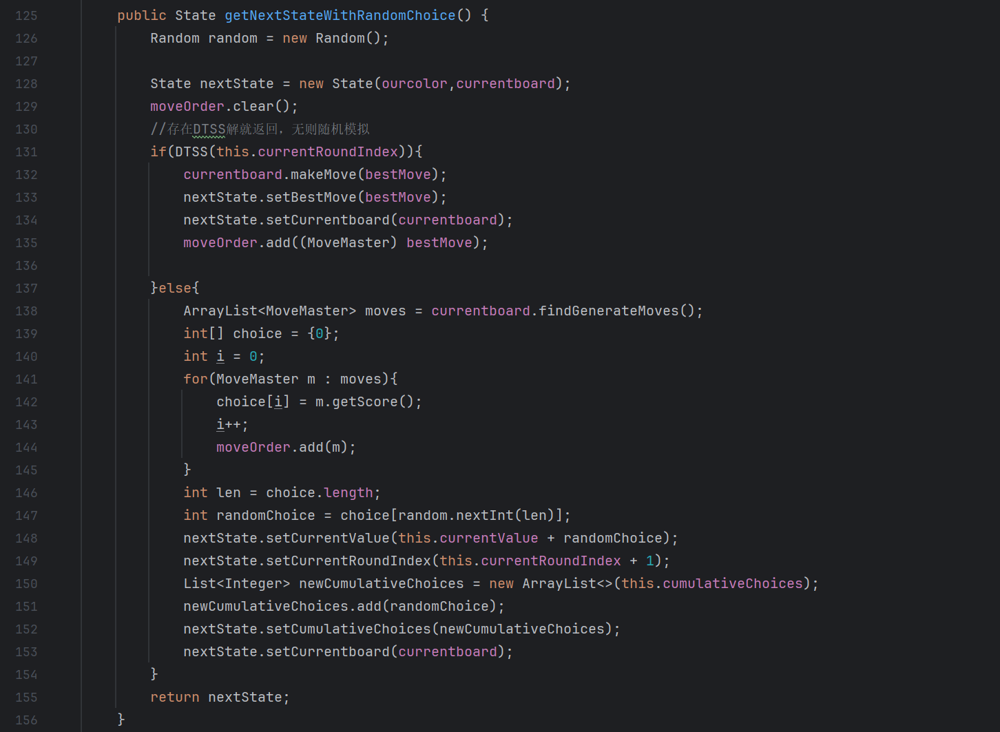 125 public State getNextStateWithRandomChoice() {
126 Random random = new Random();
127
128 State nextState = new State(ourcolor,currentboard);
129 moveOrder.clear();
130 //存在DTSS解就返回，无则随机模拟
131 if(DTSS(this.currentRoundIndex)){
132 currentboard.makeMove(bestMove);
133 nextState.setBestMove(bestMove);
134 nextState.setCurrentboard(currentboard);
135 moveOrder.add((MoveMaster) bestMove);
136
137 }else{
138 ArrayList<MoveMaster> moves = currentboard.findGenerateMoves();
139 int[] choice = {0};
140 int i = 0;
141 for(MoveMaster m : moves){
142 choice[i] = m.getScore();
143 i++;
144 moveOrder.add(m);
145 }
146 int len = choice.length;
147 int randomChoice = choice[random.nextInt(len)];
148 nextState.setCurrentValue(this.currentValue + randomChoice);
149 nextState.setCurrentRoundIndex(this.currentRoundIndex + 1);
150 List<Integer> newCumulativeChoices = new ArrayList<>(this.cumulativeChoices);
151 newCumulativeChoices.add(randomChoice);
152 nextState.setCumulativeChoices(newCumulativeChoices);
153 nextState.setCurrentboard(currentboard);
154 }
155 return nextState;
156 }